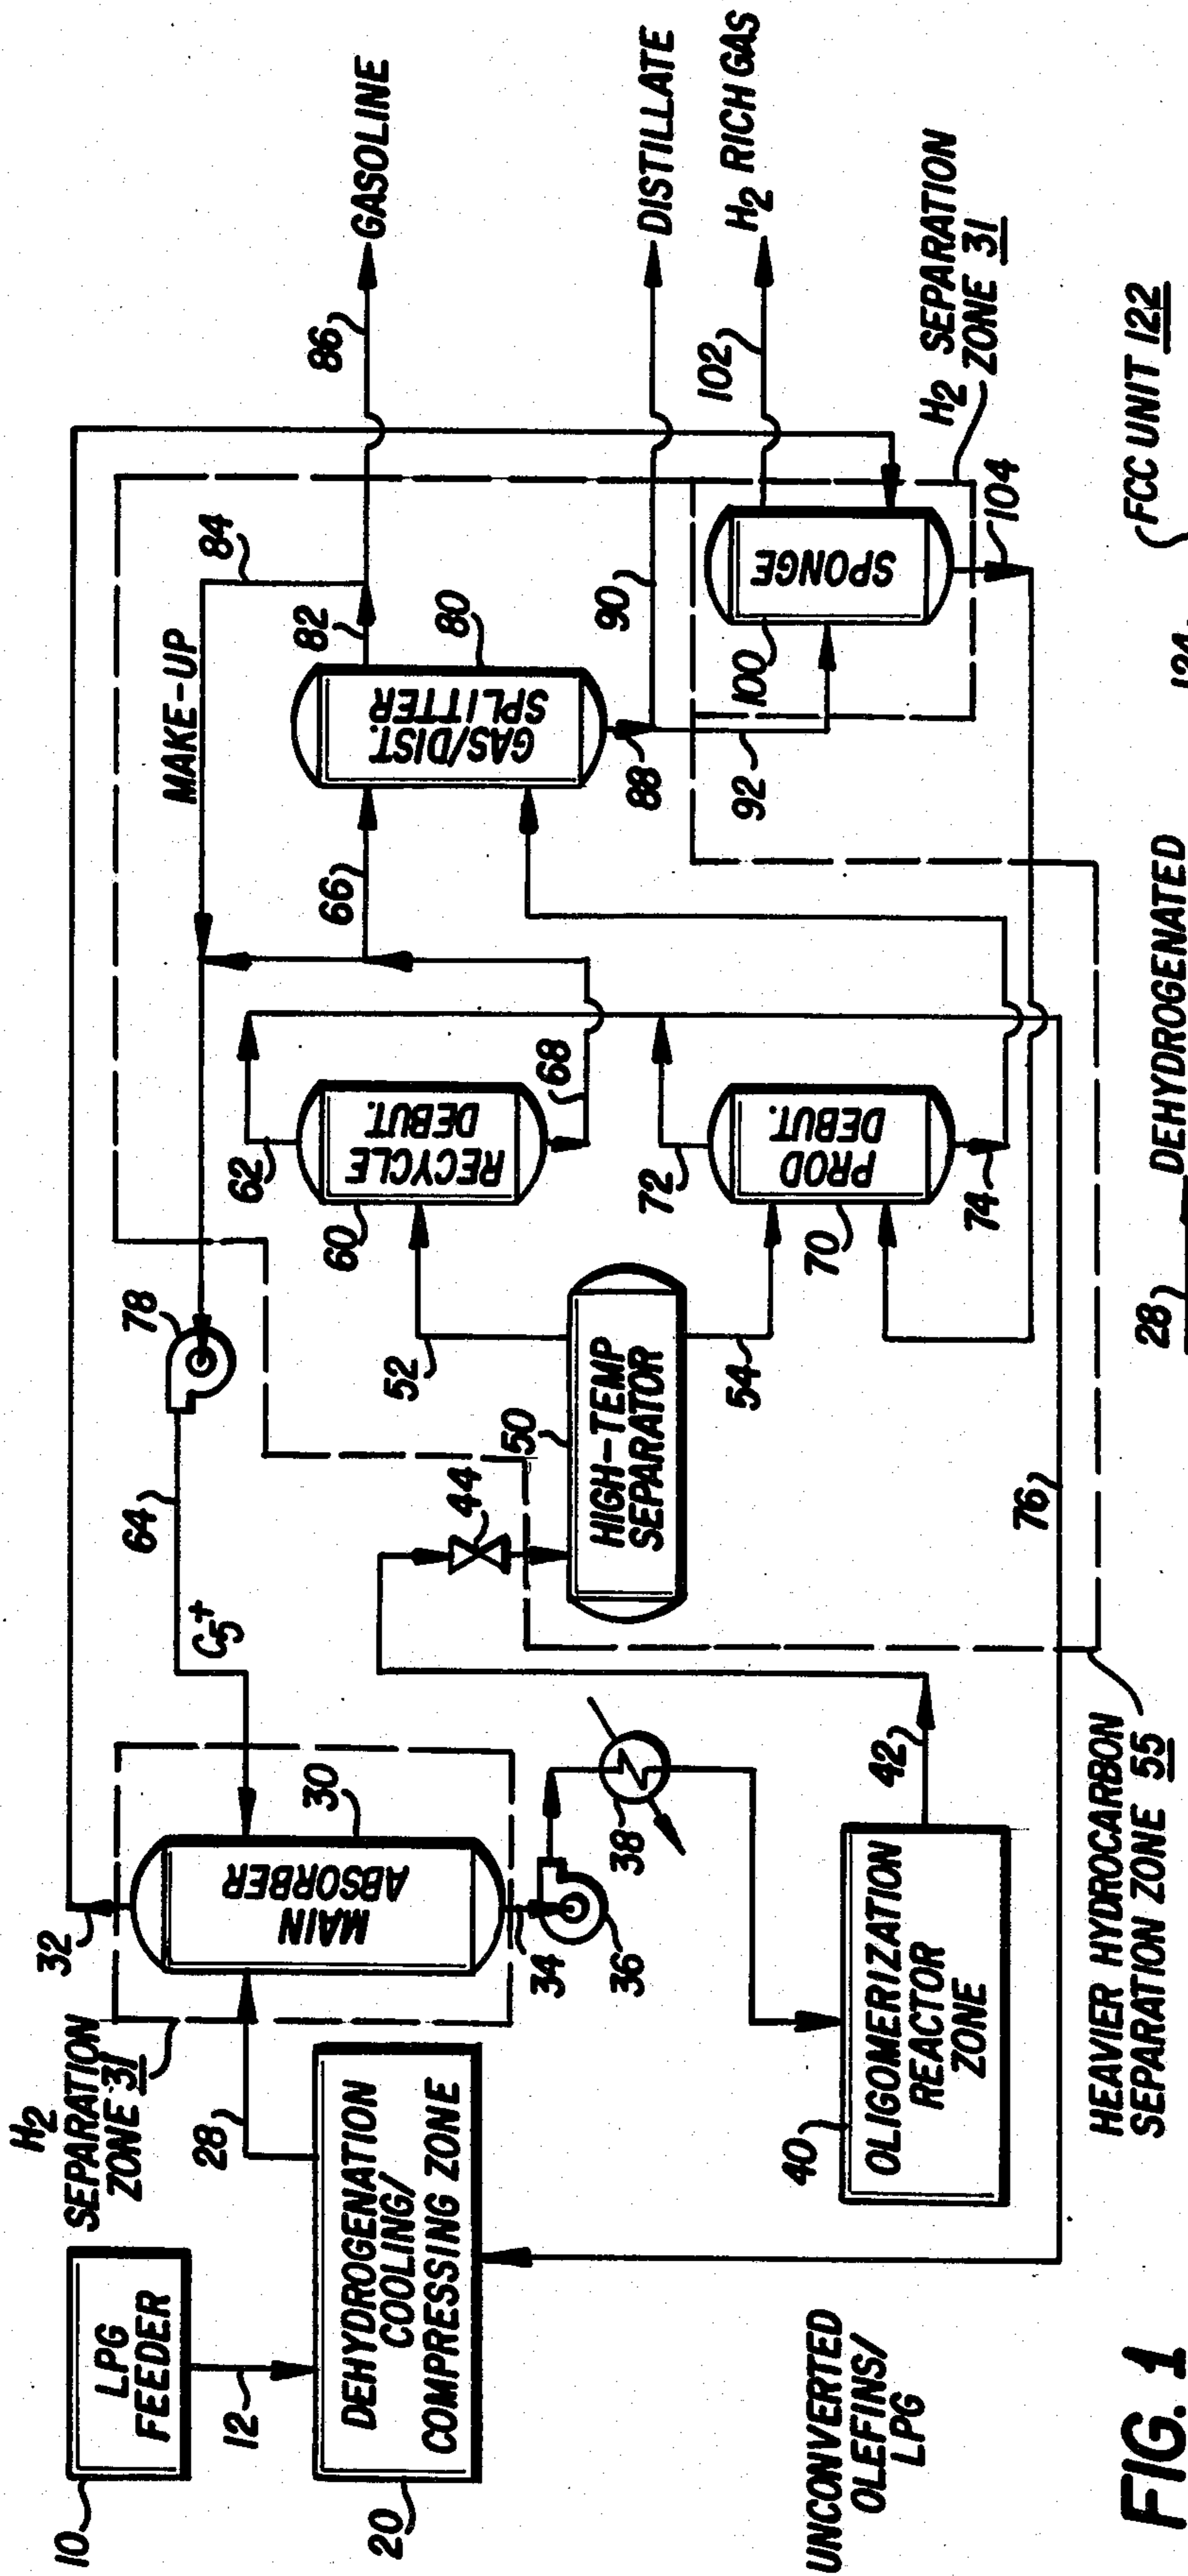 H2
SEPARATION
ZONE 31
10
LPG
FEEDER
12
20
DEHYDROGENATION
COOLING/
COMPRESSING ZONE
28
32
MAIN
ABSORBER
30
34
36
38
C5+
64
78
MAKE-UP
84
40
OLIGOMERIZATION
REACTOR
ZONE
42
44
50
HIGH-TEMP
SEPARATOR
52
54
60
RECYCLE
DEBUT.
62
68
66
70
PROD
DEBUT.
72
74
76
80
GAS/DIST.
SPLITTER
82
86
GASOLINE
88
90
DISTILLATE
92
100
SPONGE
102
H2 RICH GAS
104
H2 SEPARATION
ZONE 31
UNCONVERTED
OLEFINS/
LPG
HEAVIER HYDROCARBON
SEPARATION ZONE 55
FIG. 1
28
DEHYDROGENATED
FCC UNIT 122